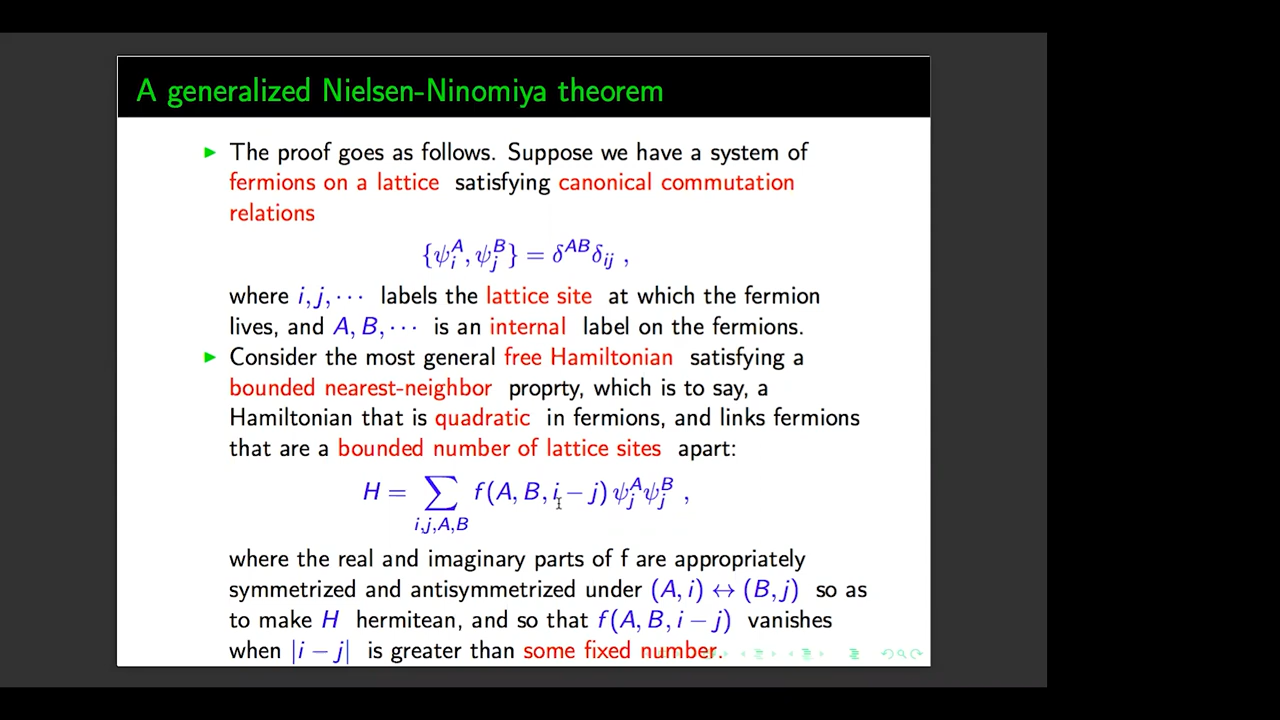 A generalized Nielsen-Ninomiya theorem
► The proof goes as follows. Suppose we have a system of
fermions on a lattice satisfying canonical commutation
relations
{ψ_i^A, ψ_j^B} = δ^{AB} δ_{ij} ,
where i, j, ⋯ labels the lattice site at which the fermion
lives, and A, B, ⋯ is an internal label on the fermions.
► Consider the most general free Hamiltonian satisfying a
bounded nearest-neighbor proprty, which is to say, a
Hamiltonian that is quadratic in fermions, and links fermions
that are a bounded number of lattice sites apart:
H = ∑_{i,j,A,B} f(A, B, i − j) ψ_j^A ψ_j^B ,
where the real and imaginary parts of f are appropriately
symmetrized and antisymmetrized under (A, i) ↔ (B, j) so as
to make H hermitean, and so that f(A, B, i − j) vanishes
when |i − j| is greater than some fixed number.